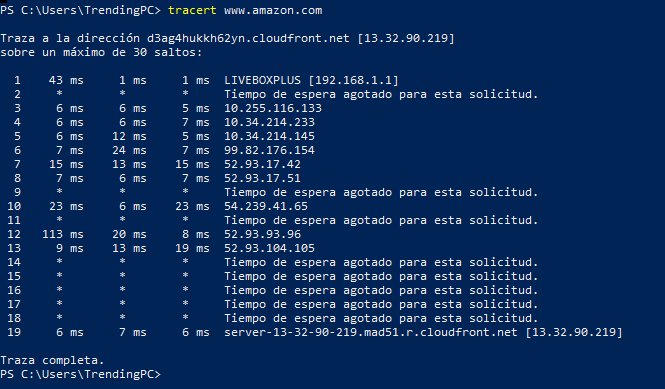 PS C:\Users\TrendingPC> tracert www.amazon.com
Traza a la dirección d3ag4hukkh62yn.cloudfront.net [13.32.90.219]
sobre un máximo de 30 saltos:
1 43 ms 1 ms 1 ms LIVEBOXPLUS [192.168.1.1]
2 * * * Tiempo de espera agotado para esta solicitud.
3 6 ms 6 ms 6 ms 10.255.116.133
4 6 ms 6 ms 7 ms 10.34.214.233
5 6 ms 12 ms 5 ms 10.34.214.145
6 7 ms 24 ms 7 ms 99.82.176.154
7 15 ms 13 ms 15 ms 52.93.17.42
8 7 ms 6 ms 7 ms 52.93.17.51
9 * * * Tiempo de espera agotado para esta solicitud.
10 23 ms 6 ms 23 ms 54.239.41.65
11 * * * Tiempo de espera agotado para esta solicitud.
12 113 ms 20 ms 8 ms 52.93.93.96
13 9 ms 13 ms 19 ms 52.93.104.105
14 * * * Tiempo de espera agotado para esta solicitud.
15 * * * Tiempo de espera agotado para esta solicitud.
16 * * * Tiempo de espera agotado para esta solicitud.
17 * * * Tiempo de espera agotado para esta solicitud.
18 * * * Tiempo de espera agotado para esta solicitud.
19 6 ms 7 ms 6 ms server-13-32-90-219.mad51.r.cloudfront.net [13.32.90.219]
Traza completa.
PS C:\Users\TrendingPC>